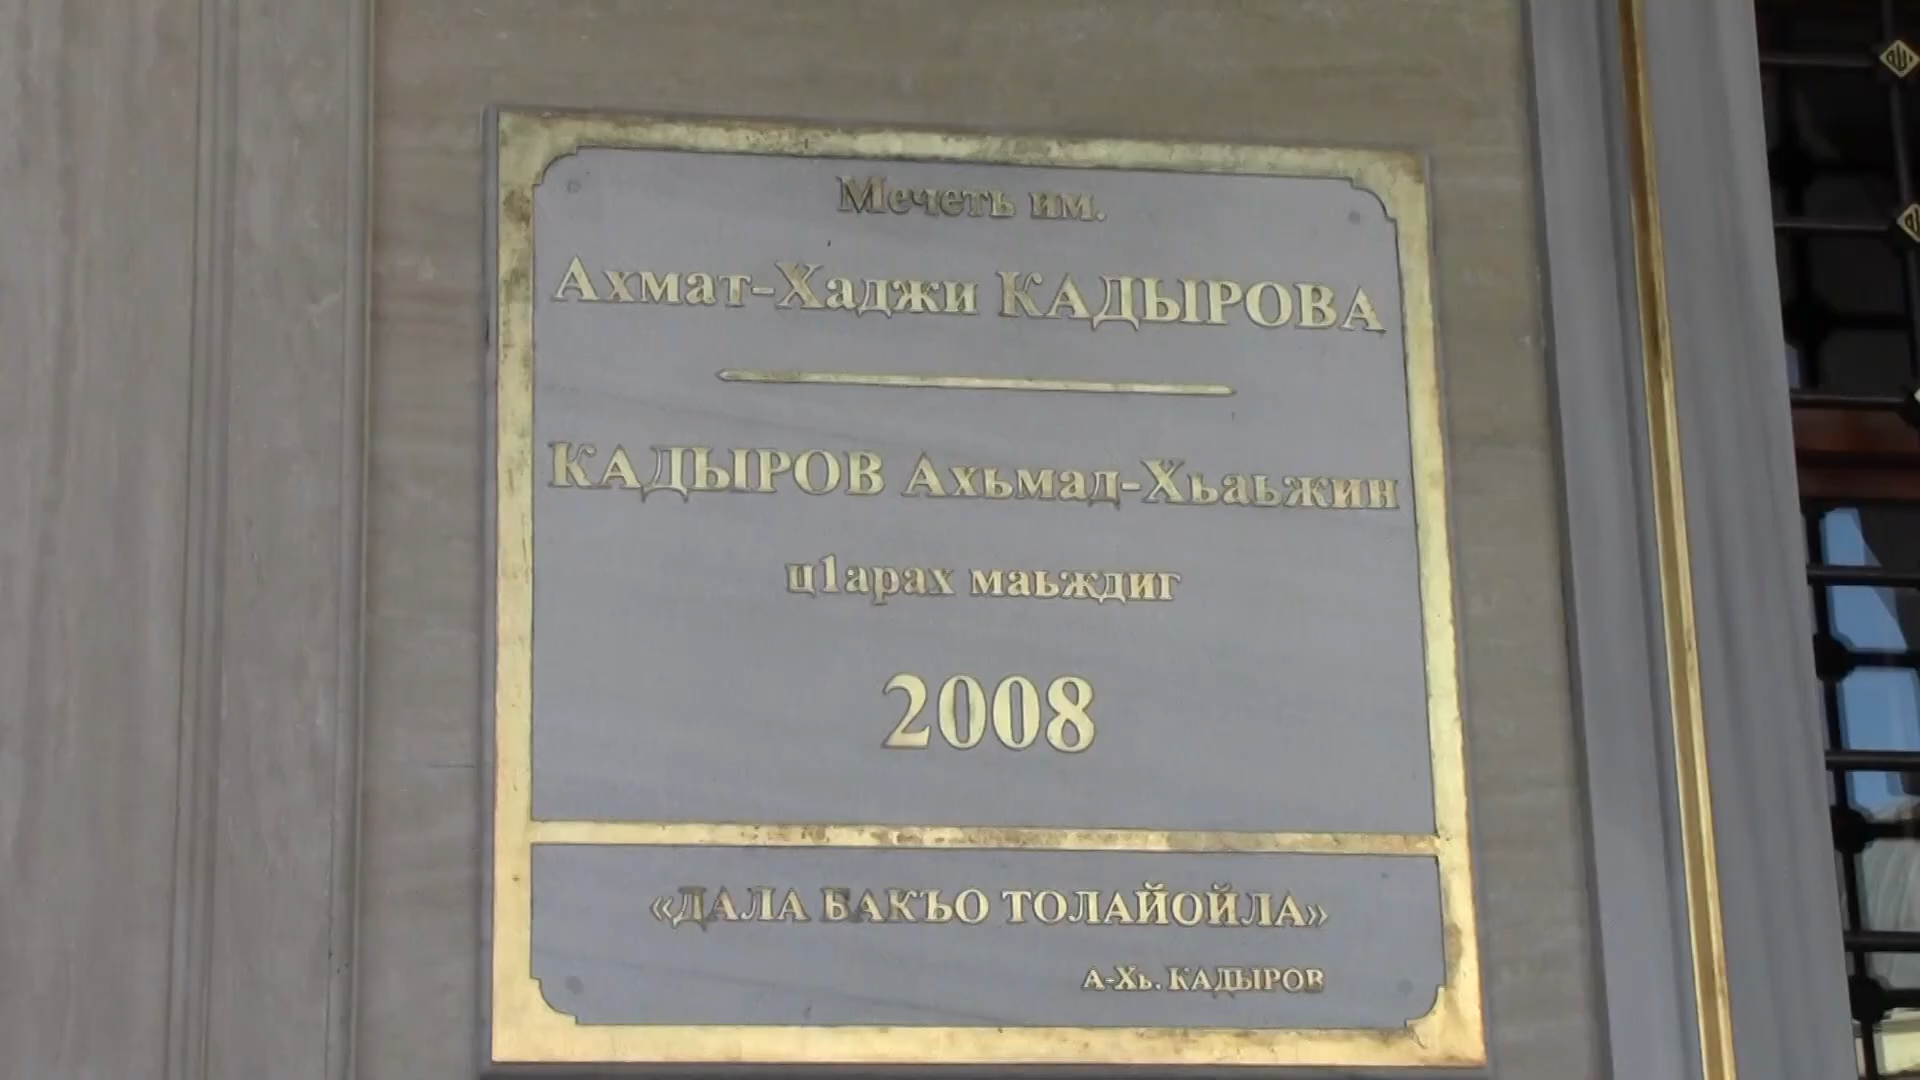 Мечеть им.
Ахмат-Хаджи КАДЫРОВА
КАДЫРОВ Ахьмад-Хьаьжин
ц1арах маьждиг
2008
«ДАЛА БАКЪО ТОЛАЙОЙЛА»
А-Хь. КАДЫРОВ